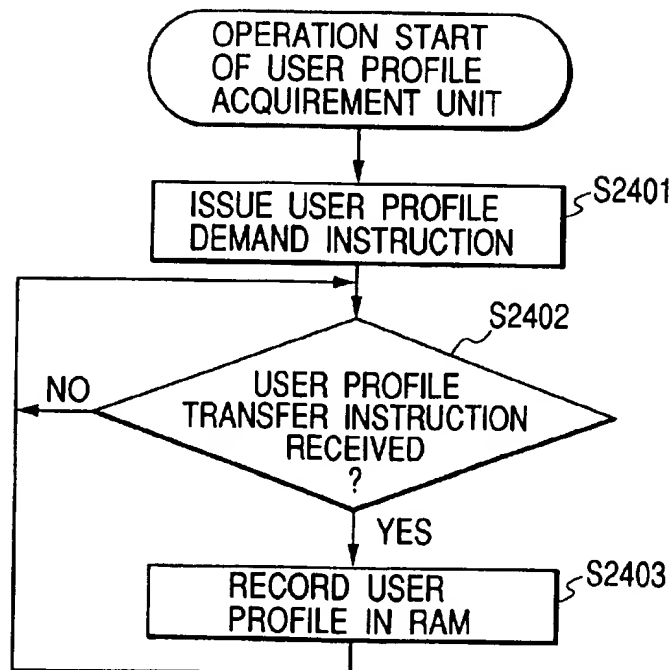 OPERATION START
OF USER PROFILE
ACQUIREMENT UNIT
S2401
ISSUE USER PROFILE
DEMAND INSTRUCTION
S2402
NO
USER PROFILE
TRANSFER INSTRUCTION
RECEIVED
?
YES
S2403
RECORD USER
PROFILE IN RAM